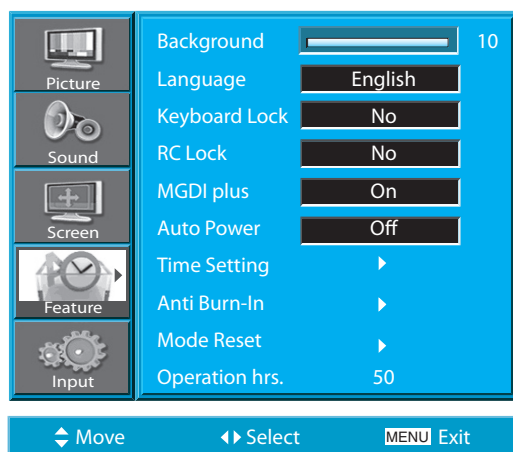 Picture
Sound
Screen
Feature
Input
Background 10
Language English
Keyboard Lock No
RC Lock No
MGDI plus On
Auto Power Off
Time Setting
Anti Burn-In
Mode Reset
Operation hrs. 50
Move Select MENU Exit